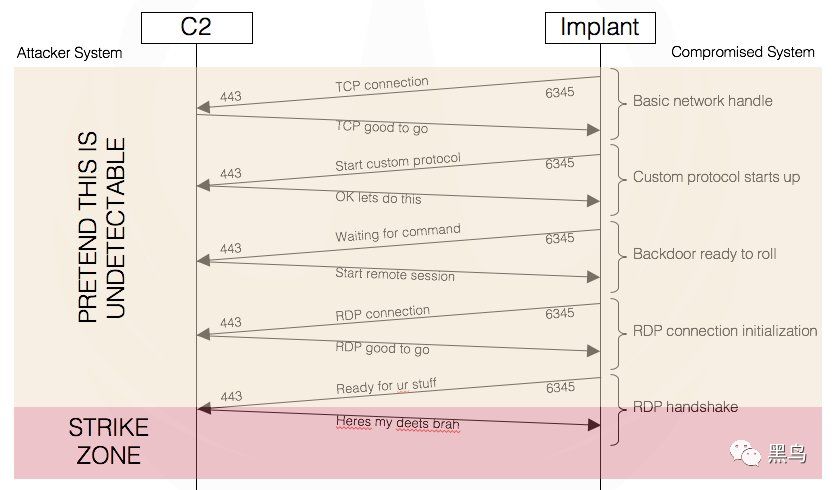 C2
Implant
Attacker System
Compromised System
TCP connection
443
6345
Basic network handle
TCP good to go
PRETEND THIS IS
UNDETECTABLE
Start custom protocol
443
6345
Custom protocol starts up
OK lets do this
Waiting for command
443
6345
Backdoor ready to roll
Start remote session
RDP connection
443
6345
RDP connection initialization
RDP good to go
Ready for ur stuff
443
6345
RDP handshake
Heres my deets brah
STRIKE
ZONE
黑鸟